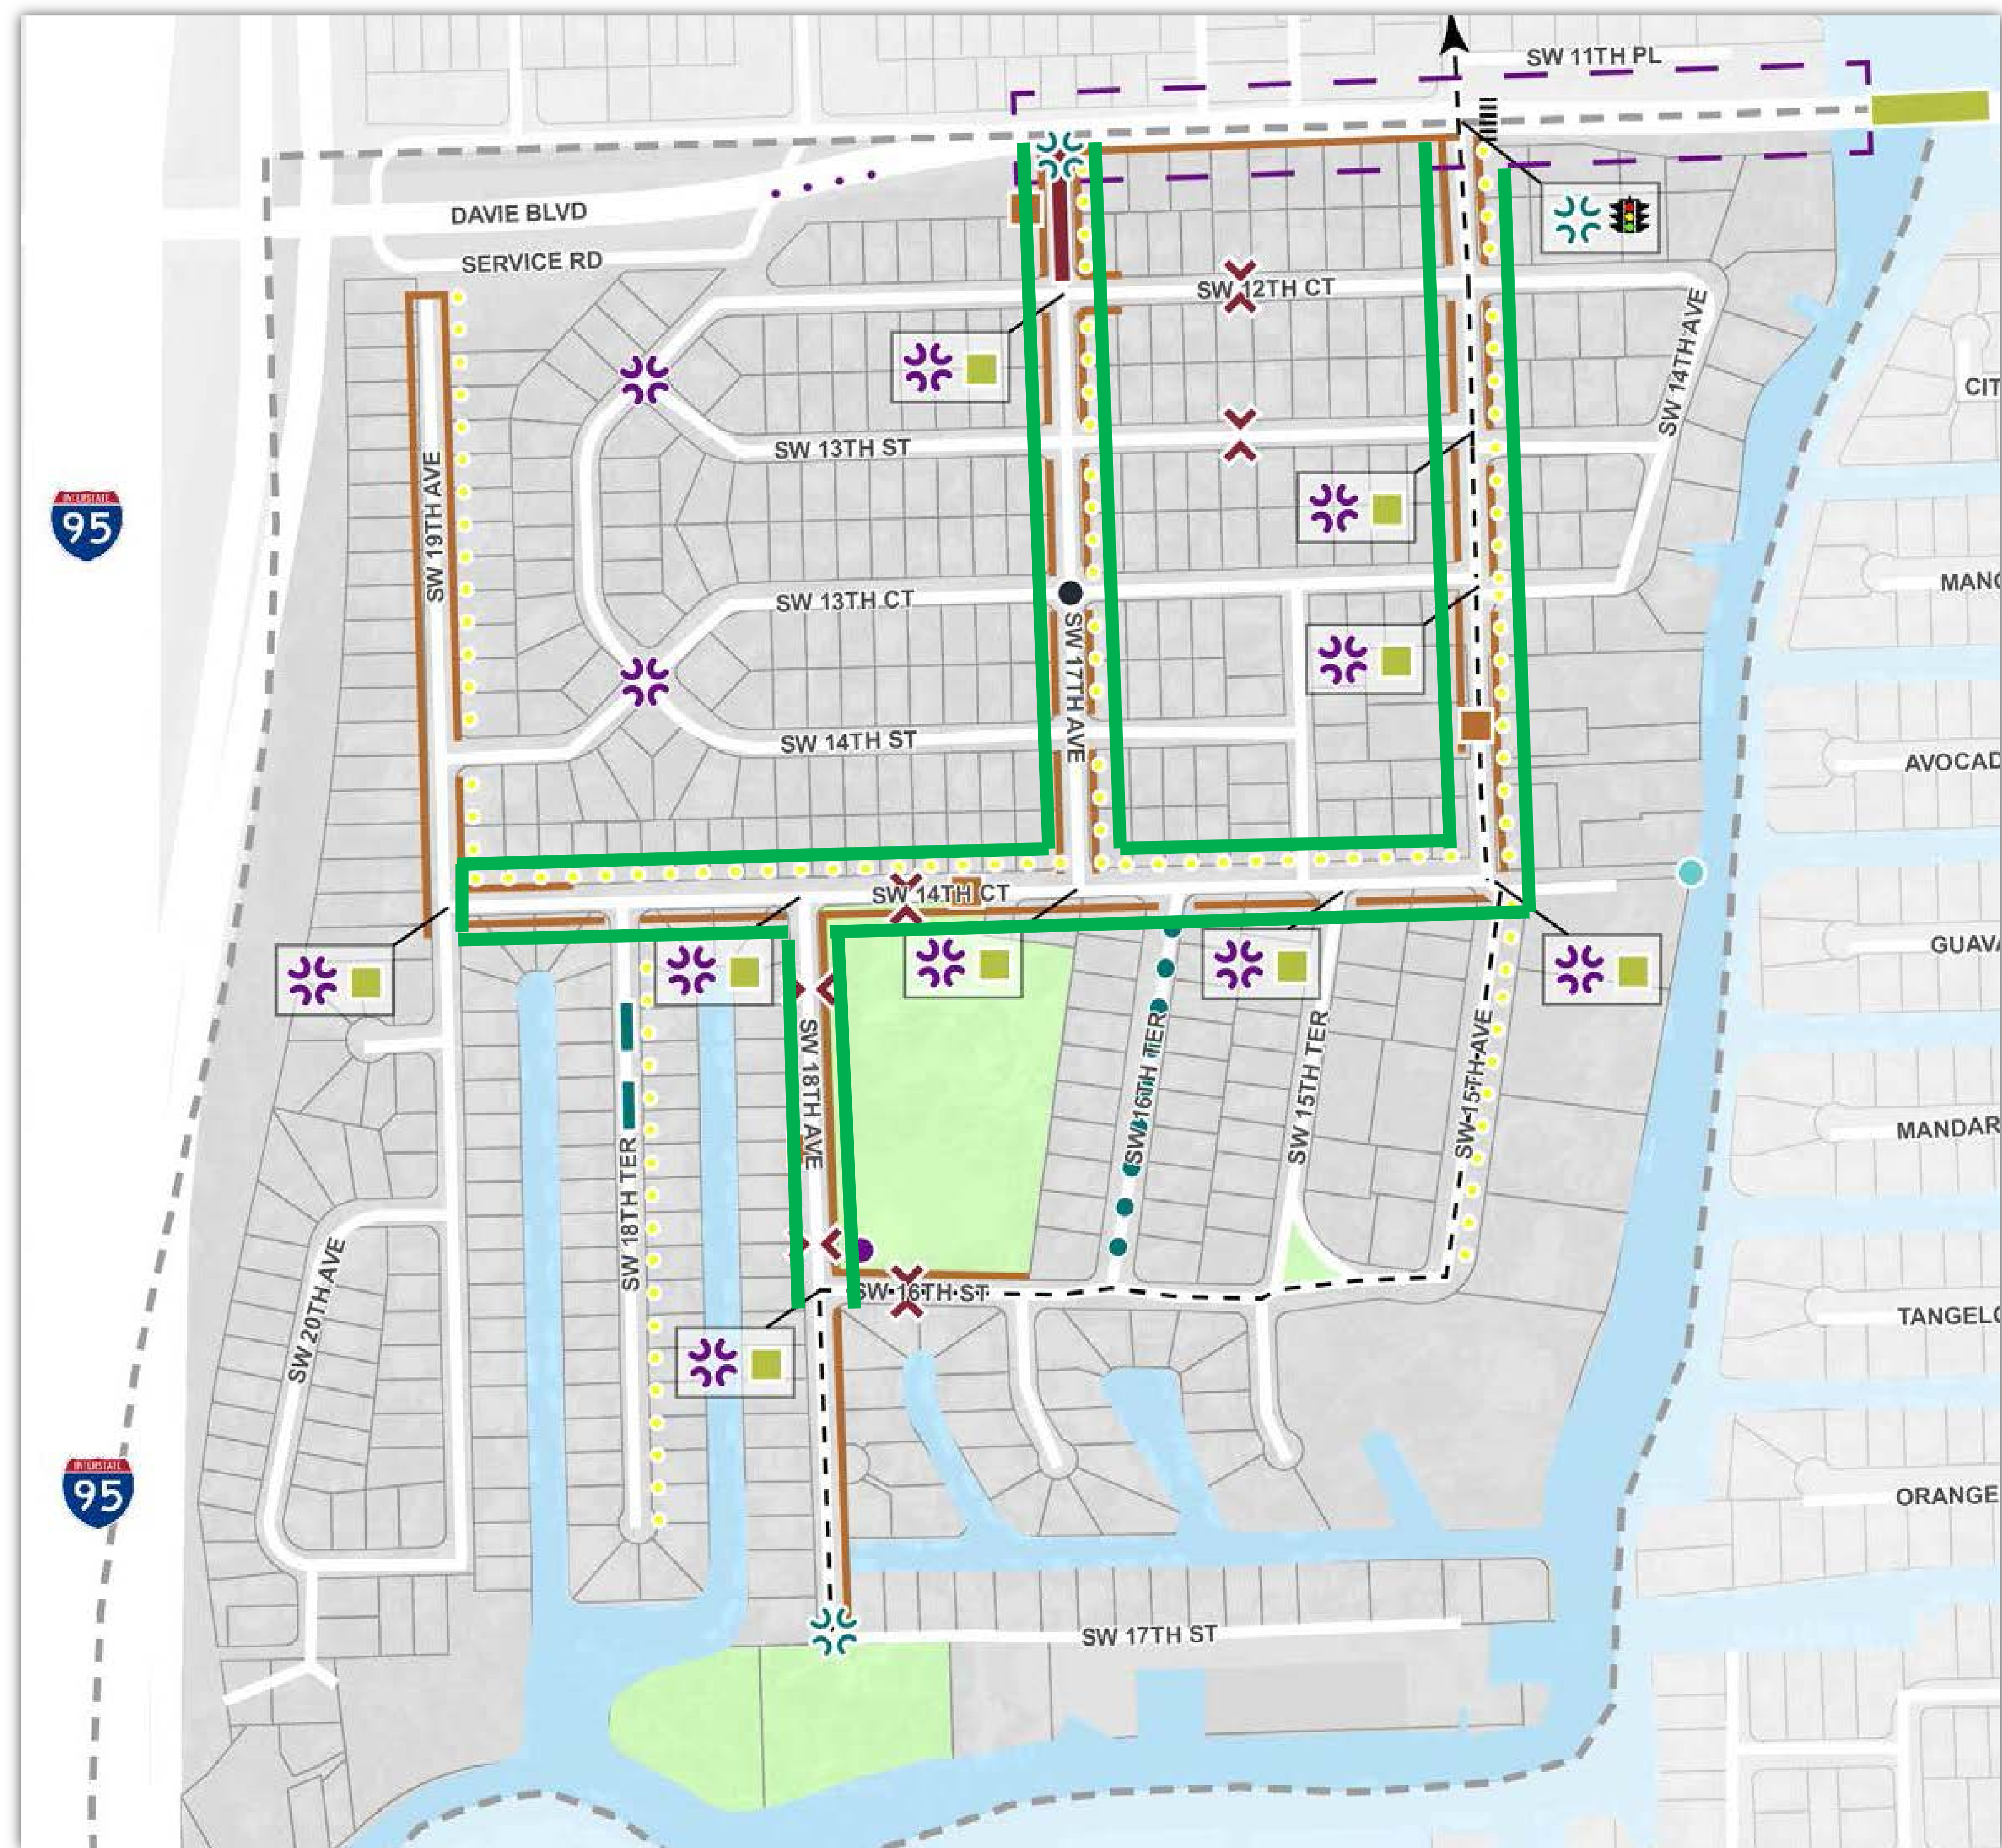 SW 11TH PL
DAVIE BLVD
SERVICE RD
SW 12TH CT
SW 14TH AVE
CIT
SW 13TH ST
SW 19TH AVE
INTERSTATE
95
SW 13TH CT
MANG
SW 17TH AVE
SW 14TH ST
AVOCAD
SW 14TH CT
GUAVA
SW 18TH AVE
SW 16TH TER
SW 15TH TER
SW 15TH AVE
MANDAR
SW 18TH TER
SW 20TH AVE
SW 16TH ST
TANGELO
INTERSTATE
95
ORANGE
SW 17TH ST